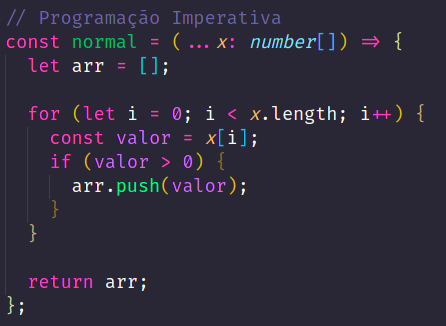 // Programação Imperativa
const normal = (...x: number[]) => {
  let arr = [];

  for (let i = 0; i < x.length; i++) {
    const valor = x[i];
    if (valor > 0) {
      arr.push(valor);
    }
  }

  return arr;
};